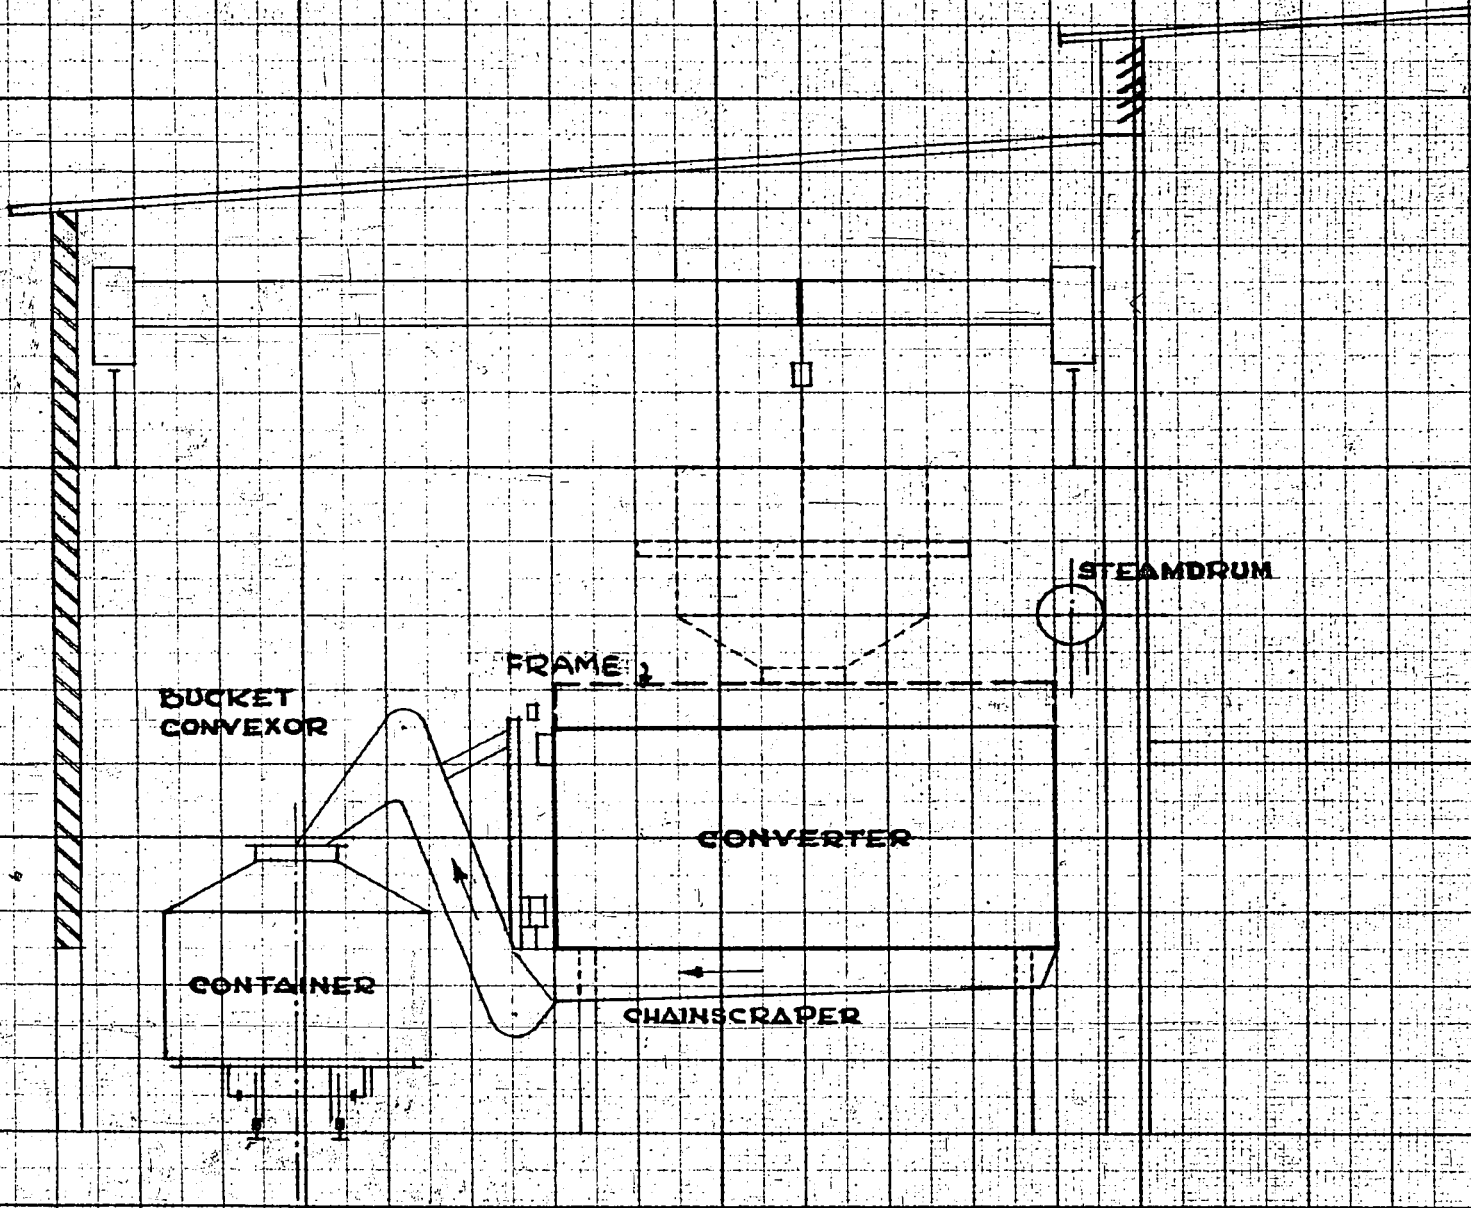 STEAMDRUM
FRAME
BUCKET
CONVEXOR
CONVERTER
CONTAINER
CHAINSCRAPER